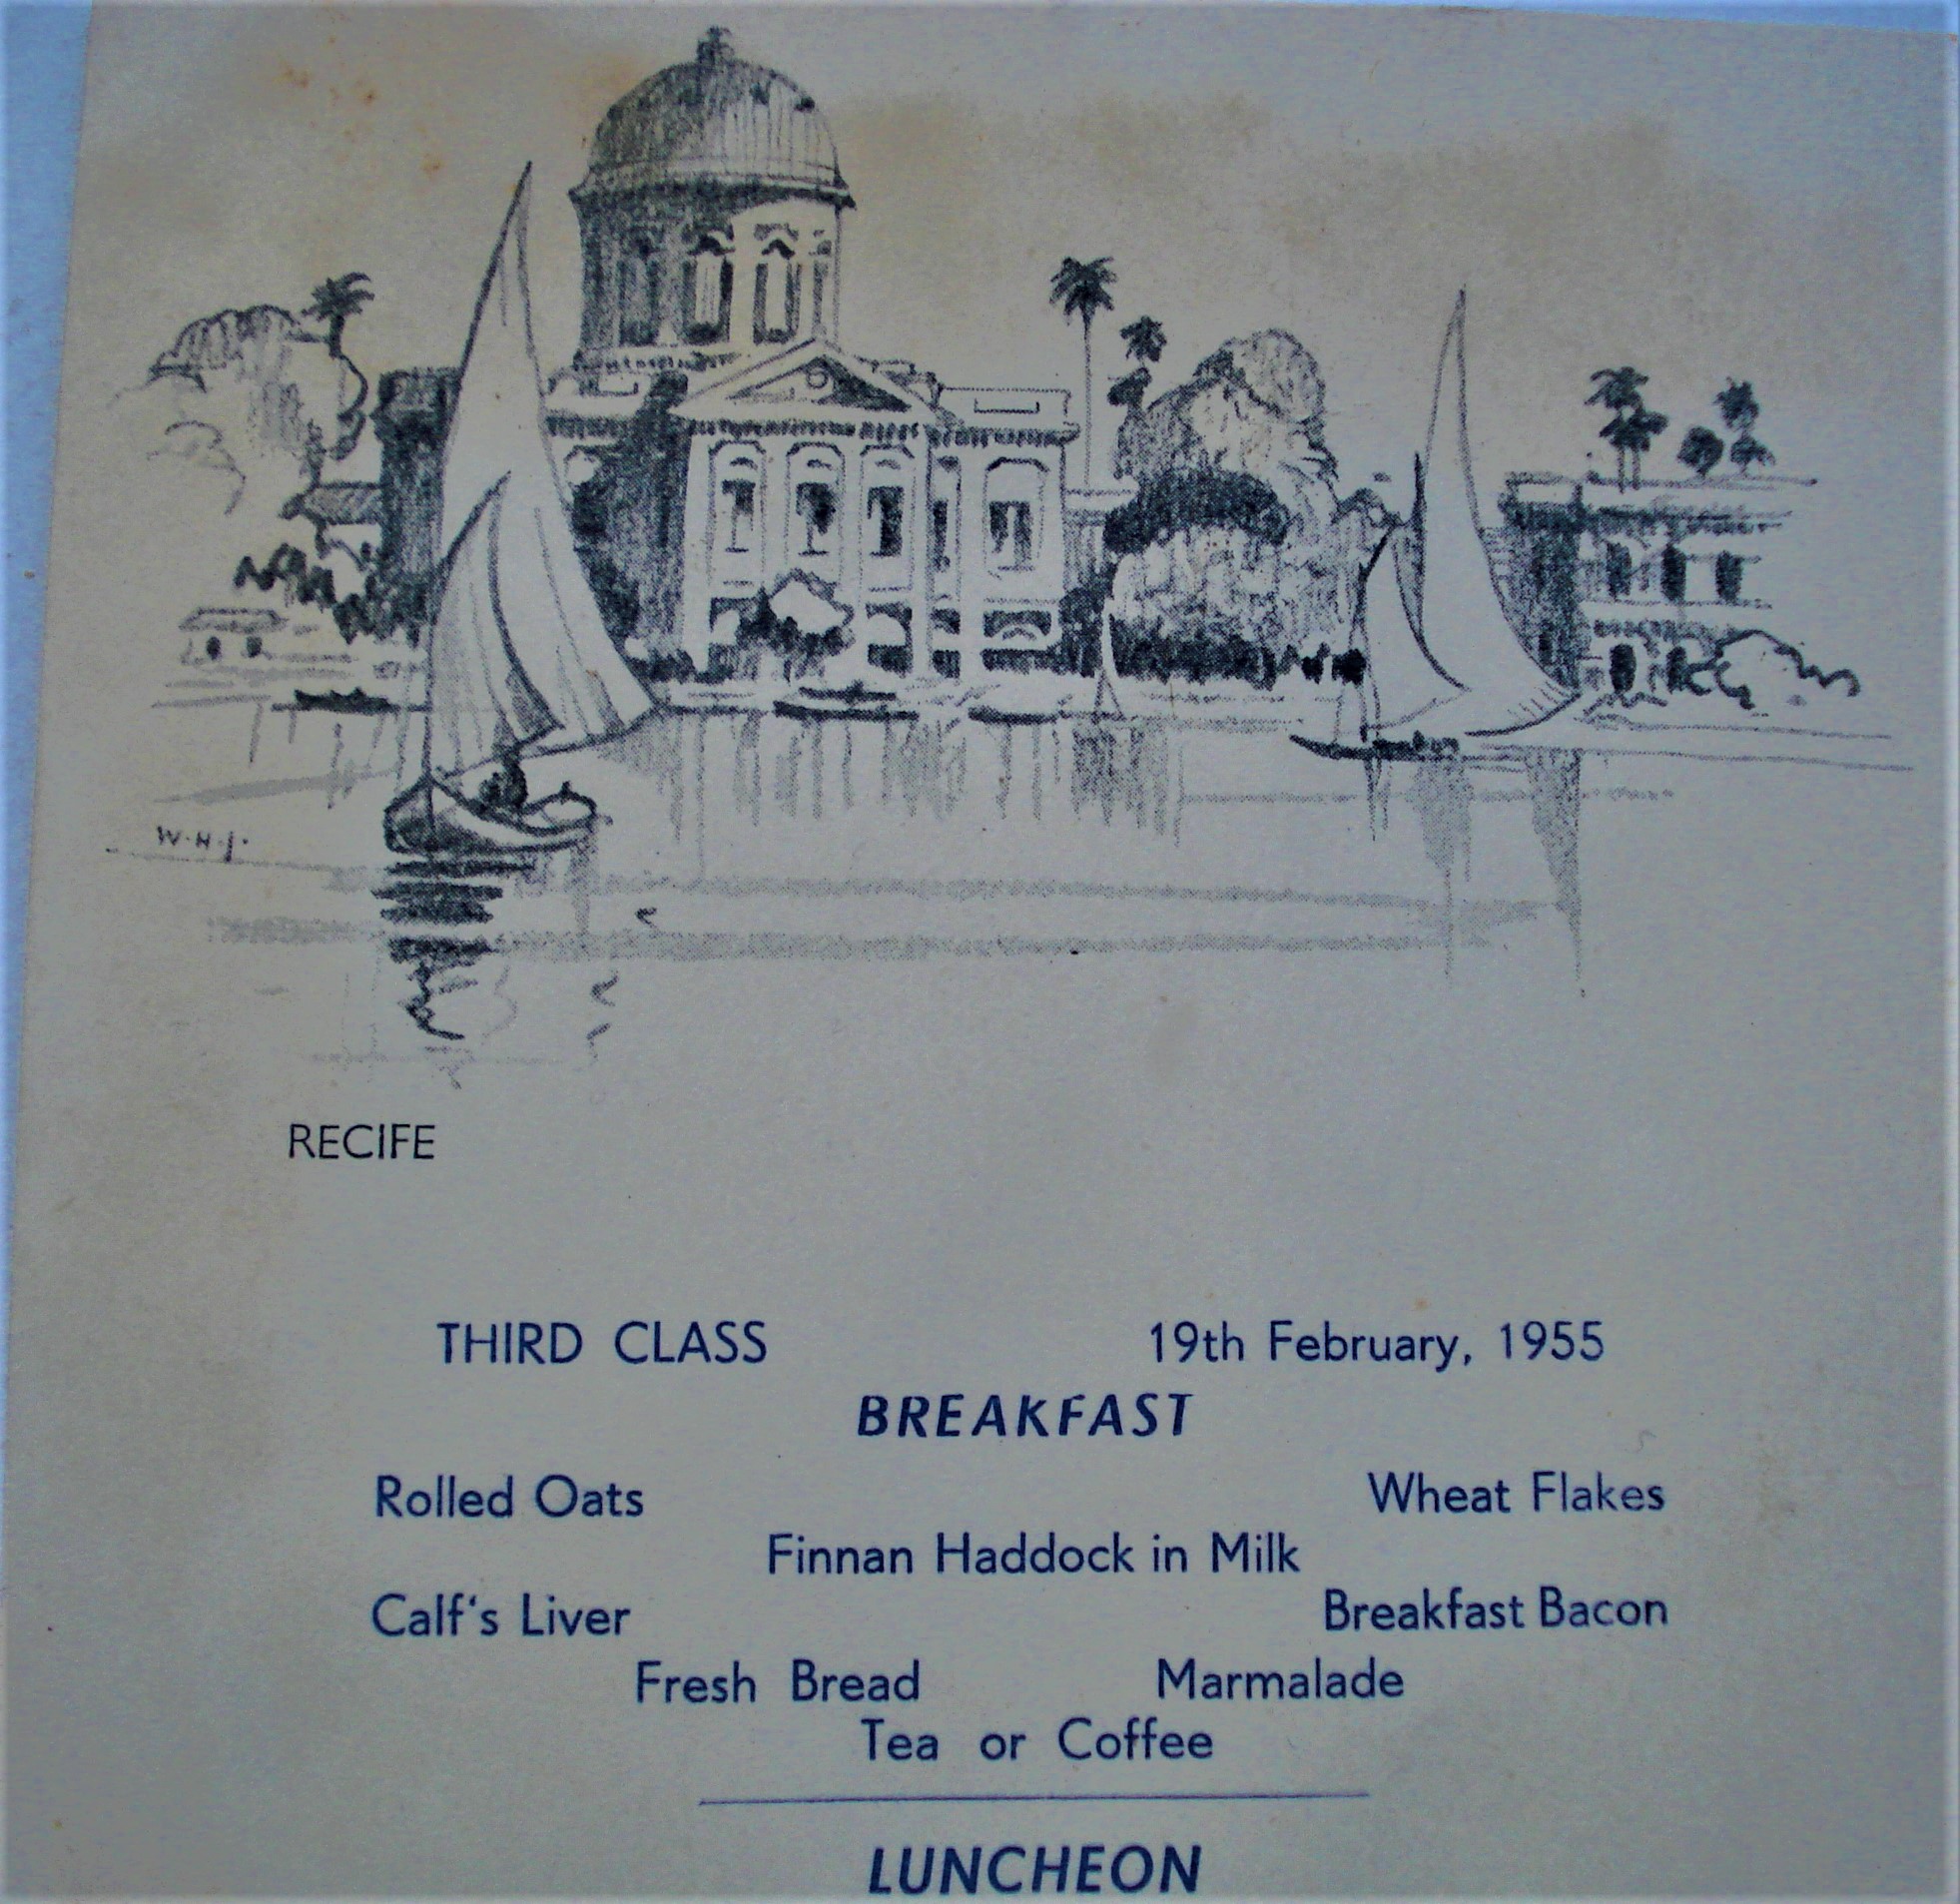 W.H.J.
RECIFE
THIRD CLASS 19th February, 1955
BREAKFAST
Rolled Oats Wheat Flakes
Finnan Haddock in Milk
Calf's Liver Breakfast Bacon
Fresh Bread Marmalade
Tea or Coffee
LUNCHEON